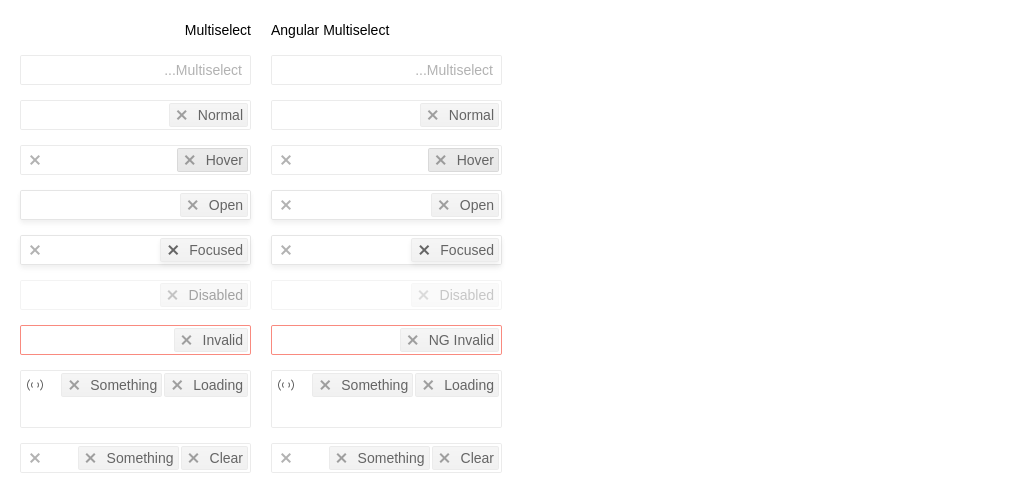 Multiselect Angular Multiselect
...Multiselect ...Multiselect
Normal Normal
Hover Hover
Open Open
Focused Focused
Disabled Disabled
Invalid NG Invalid
Something Loading Something Loading
Something Clear Something Clear